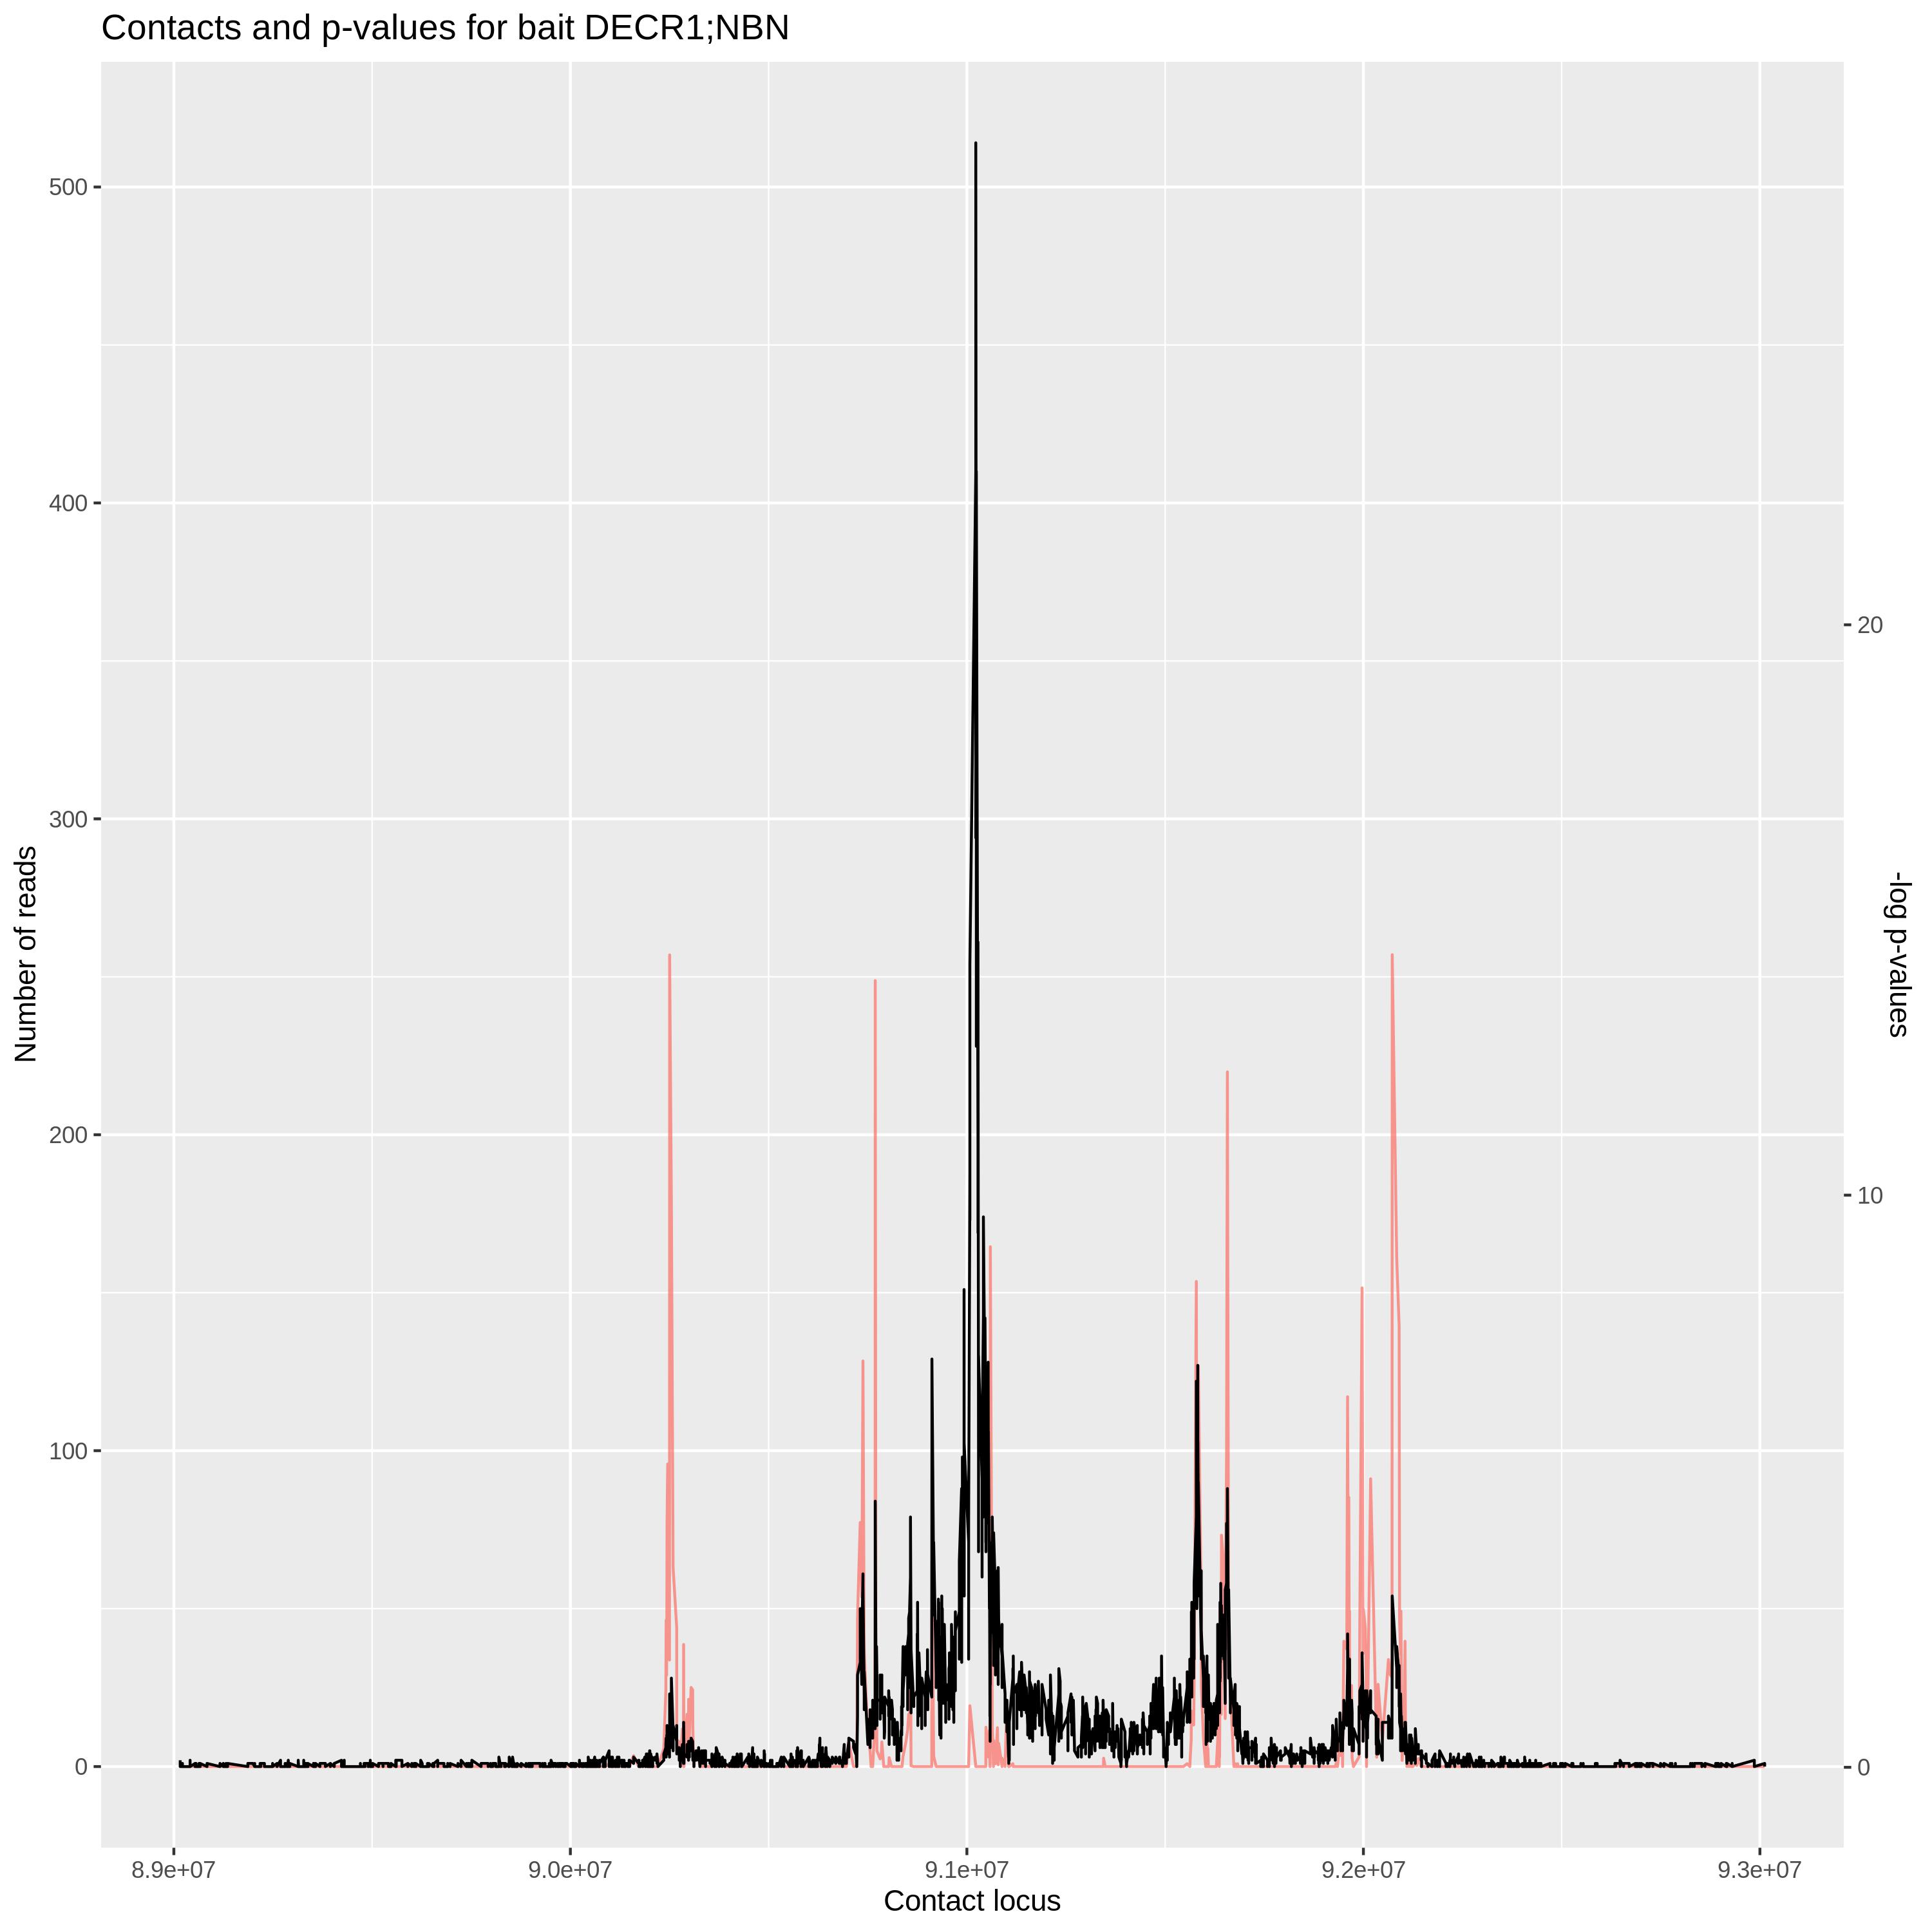 Contacts and p-values for bait DECR1;NBN
500
400
300
200
100
0
Number of reads
20
10
0
-log p-values
8.9e+07 9.0e+07 9.1e+07 9.2e+07 9.3e+07
Contact locus